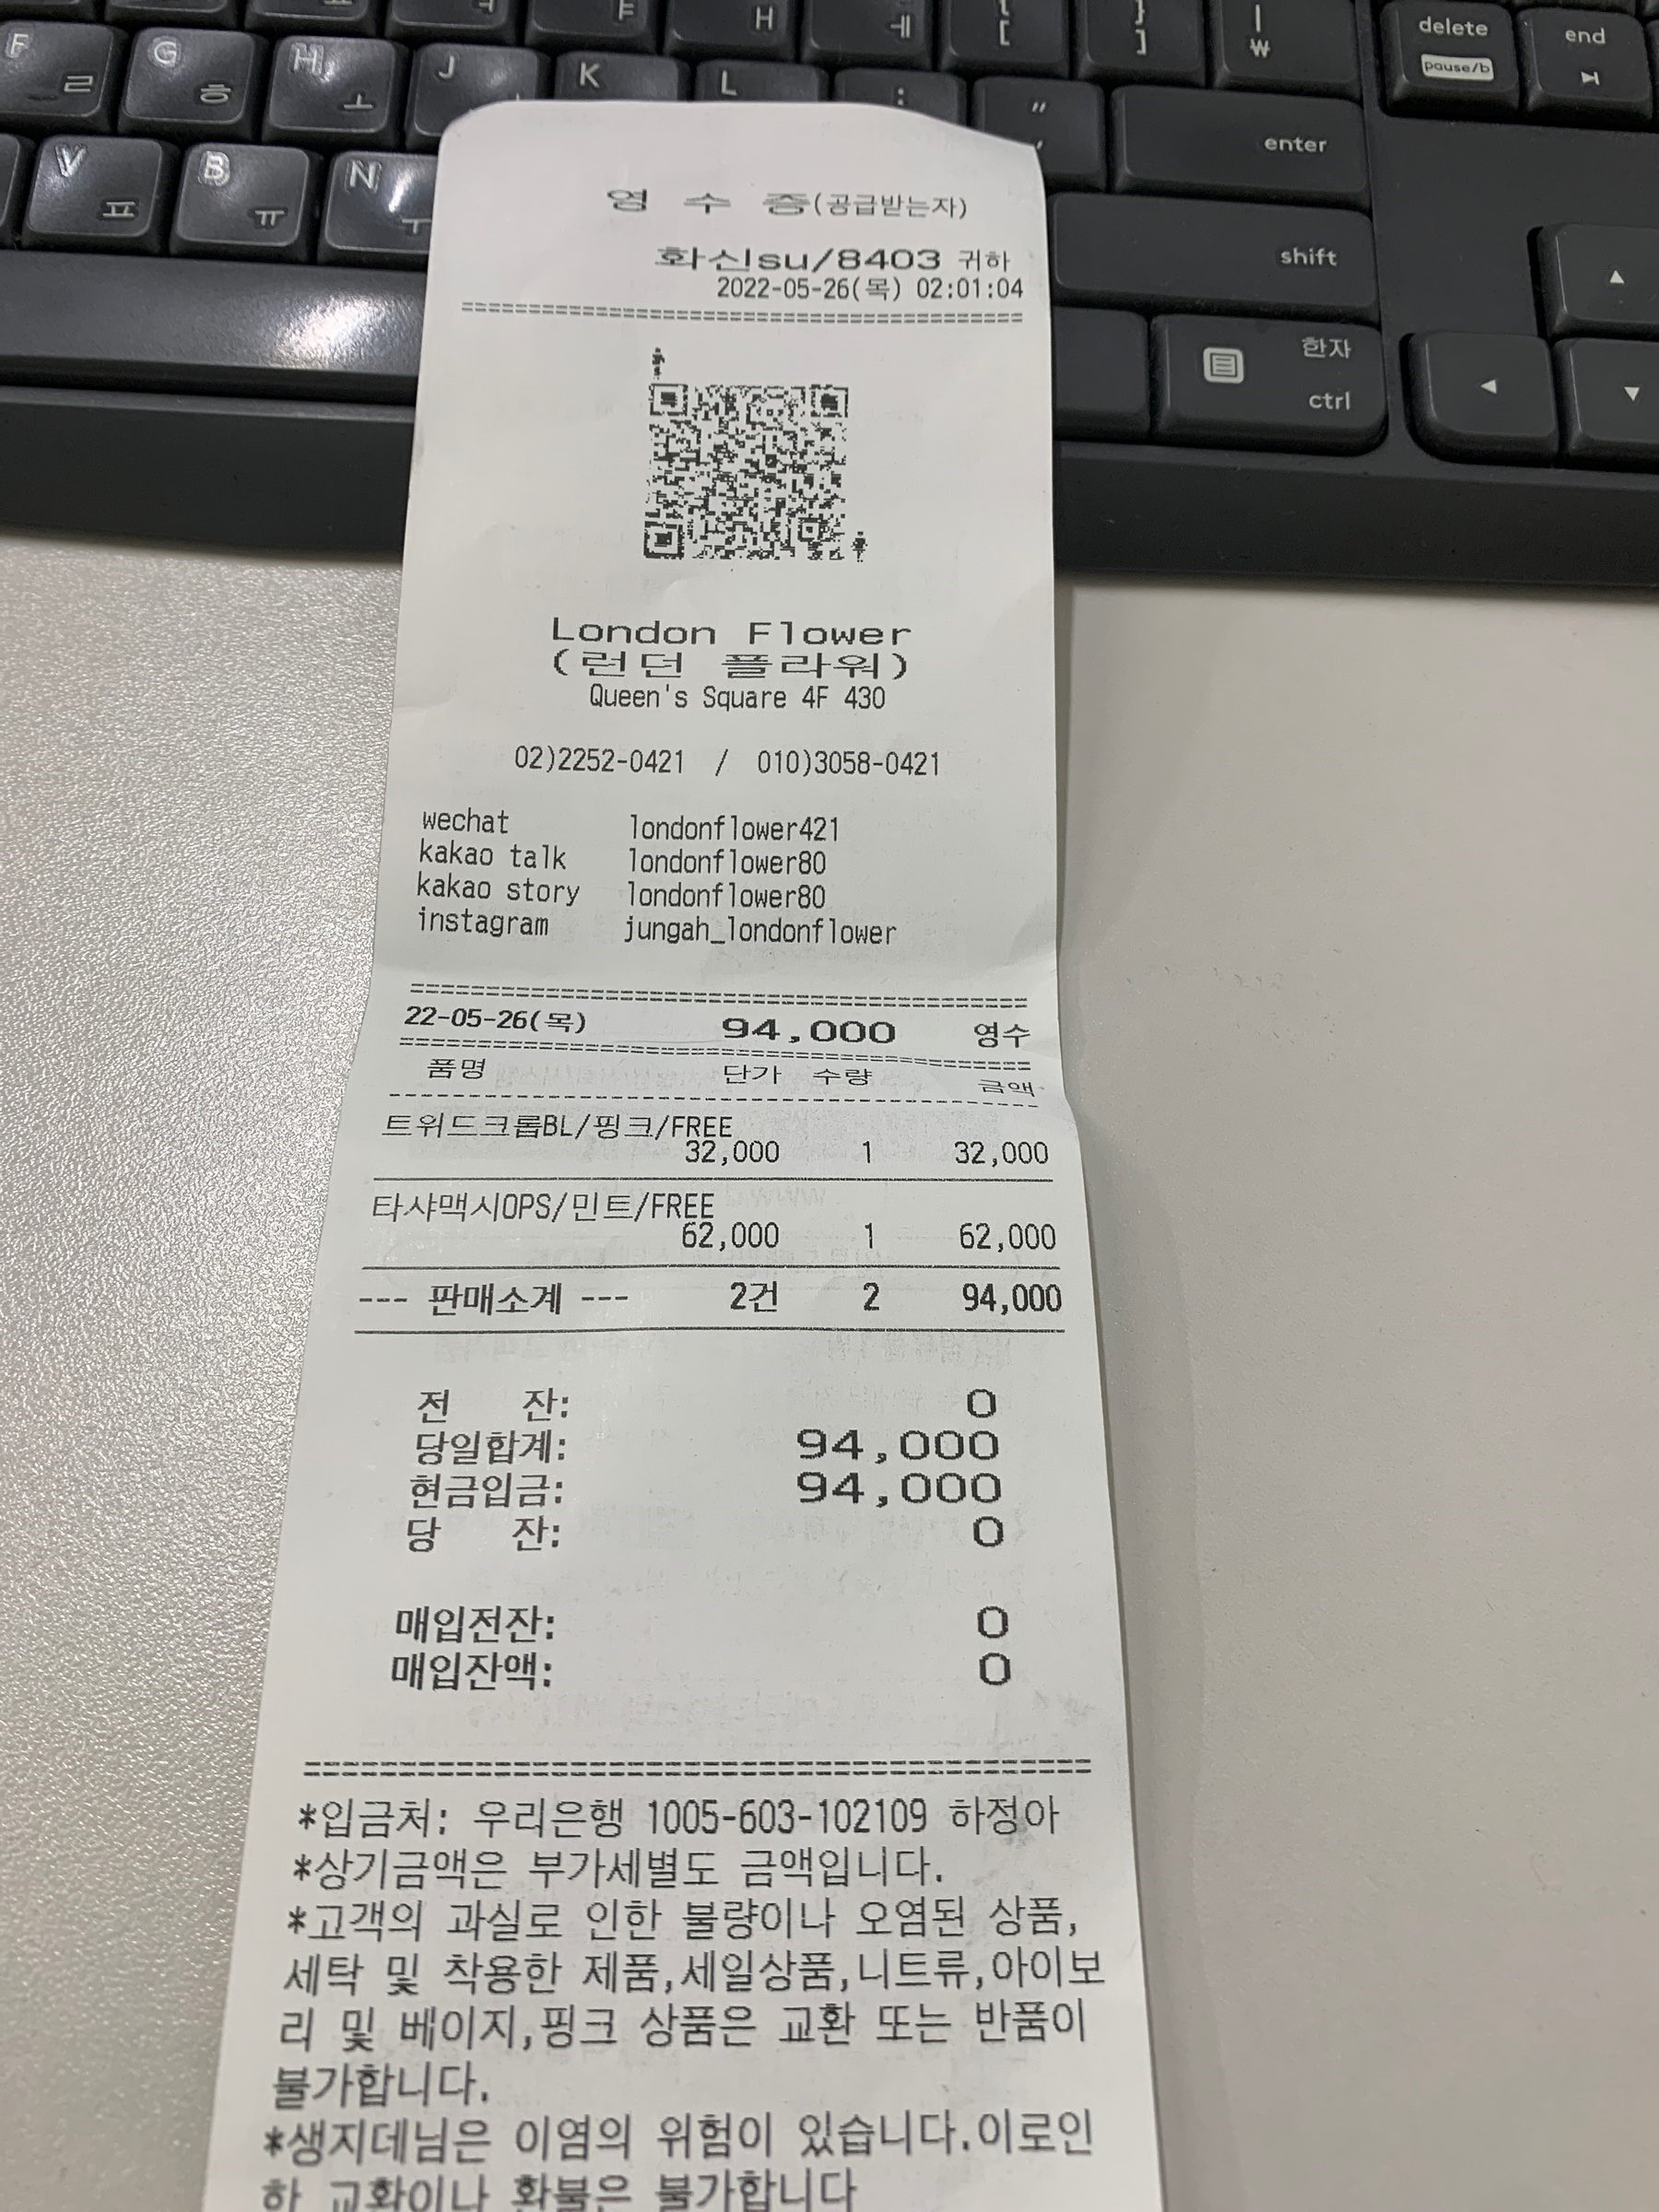 F ㄹ
G ㅎ
H ㅗ
J
K
L
:
" '
ㅔ
[
]
| ₩
delete
pause/b
end
enter
V ㅍ
B ㅠ
N ㅜ
shift
한자
ctrl
영 수 증(공급받는자)
화신su/8403 귀하
2022-05-26(목) 02:01:04
=============================================
London Flower
(런던 플라워)
Queen's Square 4F 430
02)2252-0421 / 010)3058-0421
wechat londonflower421
kakao talk londonflower80
kakao story londonflower80
instagram jungah_londonflower
=============================================
22-05-26(목) 94,000 영수
=============================================
품명 단가 수량 금액
트위드크롭BL/핑크/FREE
32,000 1 32,000
타샤맥시OPS/민트/FREE
62,000 1 62,000
--- 판매소계 --- 2건 2 94,000
전 잔: 0
당일합계: 94,000
현금입금: 94,000
당 잔: 0
매입전잔: 0
매입잔액: 0
=============================================
*입금처: 우리은행 1005-603-102109 하정아
*상기금액은 부가세별도 금액입니다.
*고객의 과실로 인한 불량이나 오염된 상품,
세탁 및 착용한 제품,세일상품,니트류,아이보
리 및 베이지,핑크 상품은 교환 또는 반품이
불가합니다.
*생지데님은 이염의 위험이 있습니다.이로인
한 교환이나 환불은 불가합니다